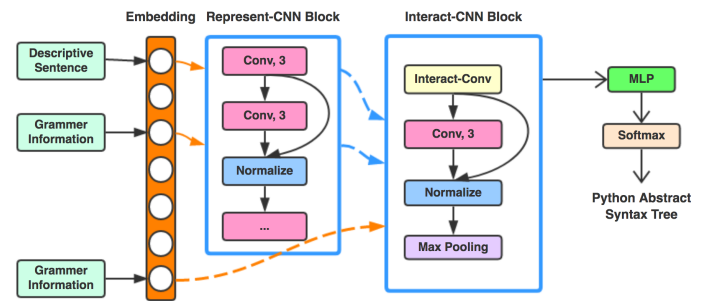 Embedding
Represent-CNN Block
Interact-CNN Block
Descriptive
Sentence
Grammer
Information
Grammer
Information
Conv, 3
Conv, 3
Normalize
...
Interact-Conv
Conv, 3
Normalize
Max Pooling
MLP
Softmax
Python Abstract
Syntax Tree